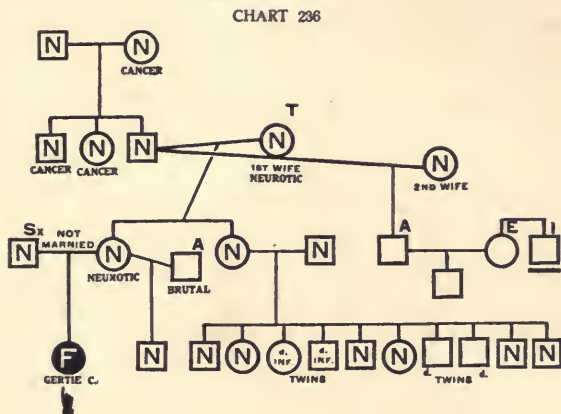 CHART 236
N N
CANCER
T
N N N N
CANCER CANCER 1ST WIFE
NEUROTIC
N
2ND WIFE
Sx NOT
MARRIED
A A E I
N N N N
NEUROTIC
BRUTAL
F N N N d. INF. d. INF. N N d. d. N N
GERTIE C. TWINS TWINS